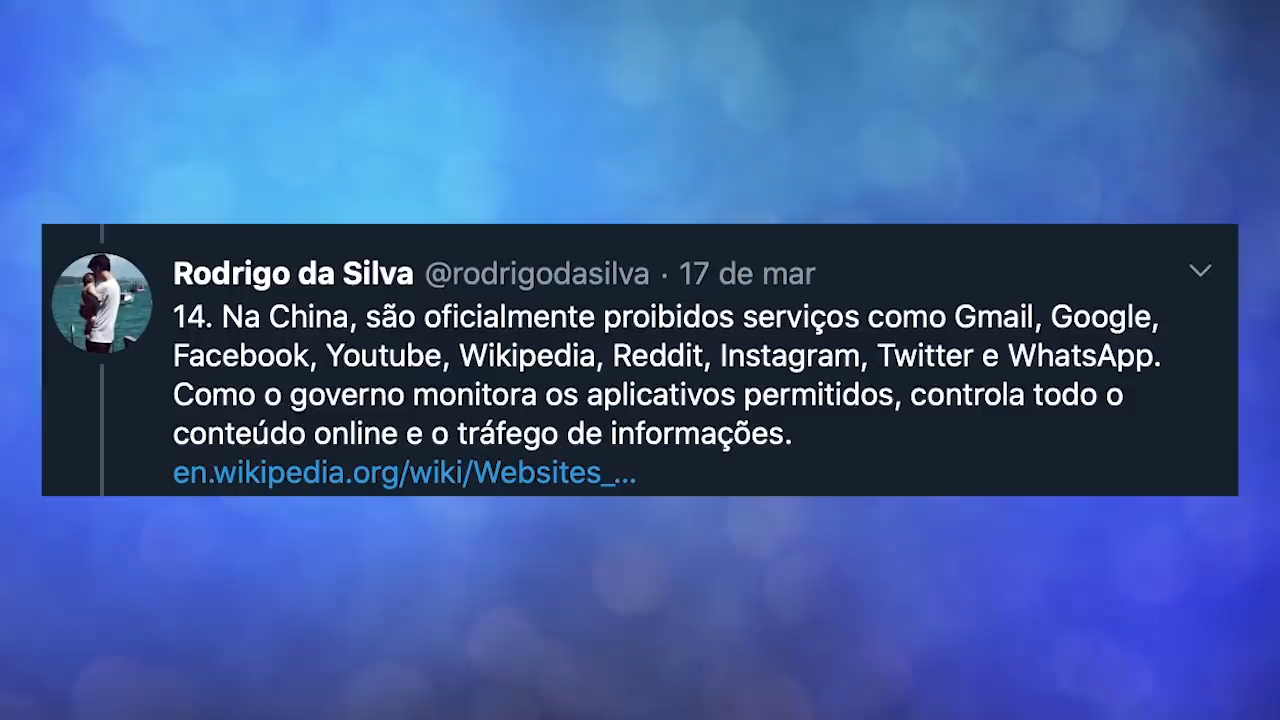 Rodrigo da Silva @rodrigodasilva · 17 de mar
14. Na China, são oficialmente proibidos serviços como Gmail, Google,
Facebook, Youtube, Wikipedia, Reddit, Instagram, Twitter e WhatsApp.
Como o governo monitora os aplicativos permitidos, controla todo o
conteúdo online e o tráfego de informações.
en.wikipedia.org/wiki/Websites_...